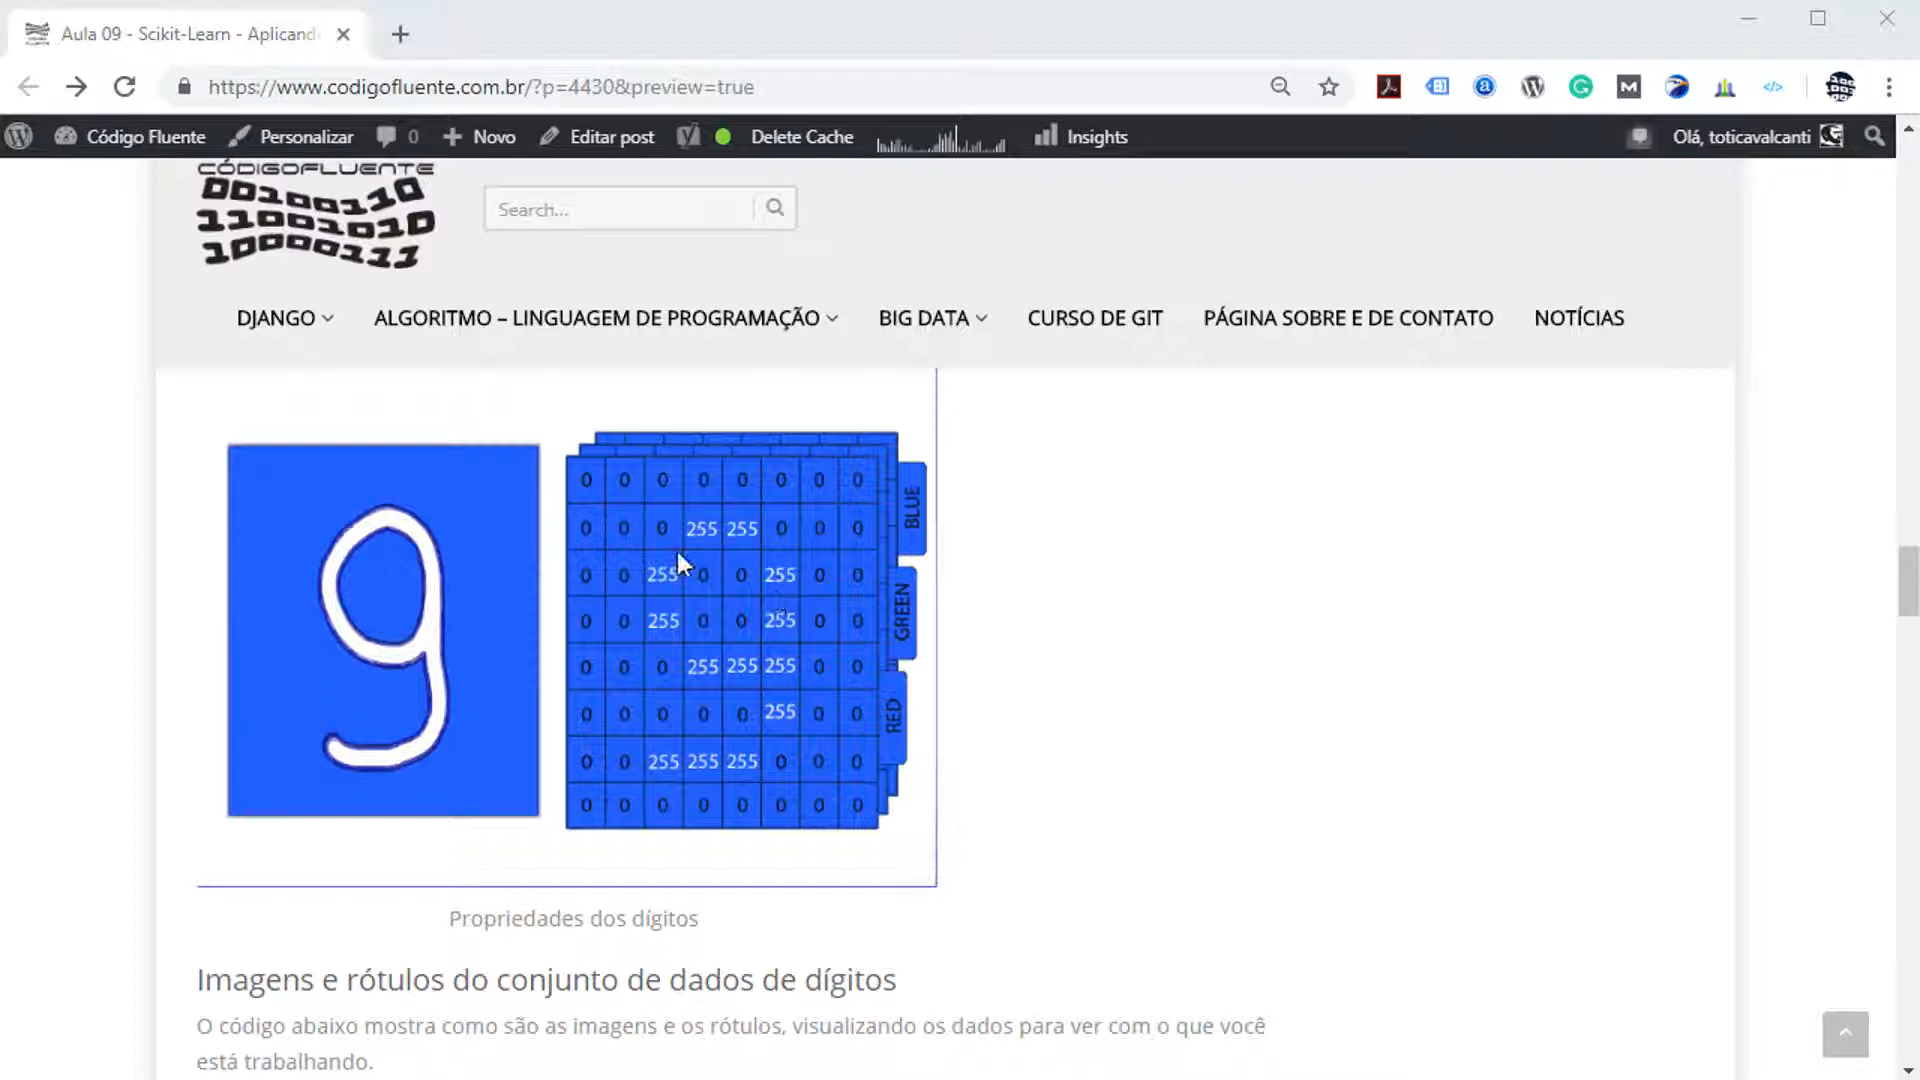 Aula 09 - Scikit-Learn - Aplicand
https://www.codigofluente.com.br/?p=4430&preview=true
Código Fluente Personalizar 0 Novo Editar post Delete Cache Insights Olá, toticavalcanti
CÓDIGOFLUENTE
00100110
11001010
10000111
Search...
DJANGO ALGORITMO – LINGUAGEM DE PROGRAMAÇÃO BIG DATA CURSO DE GIT PÁGINA SOBRE E DE CONTATO NOTÍCIAS
0 0 0 0 0 0 0 0
0 0 0 255 255 0 0 0
0 0 255 0 0 255 0 0
0 0 255 0 0 255 0 0
0 0 0 255 255 255 0 0
0 0 0 0 0 255 0 0
0 0 255 255 255 0 0 0
0 0 0 0 0 0 0 0
BLUE
GREEN
RED
9
Propriedades dos dígitos
Imagens e rótulos do conjunto de dados de dígitos
O código abaixo mostra como são as imagens e os rótulos, visualizando os dados para ver com o que você
está trabalhando.